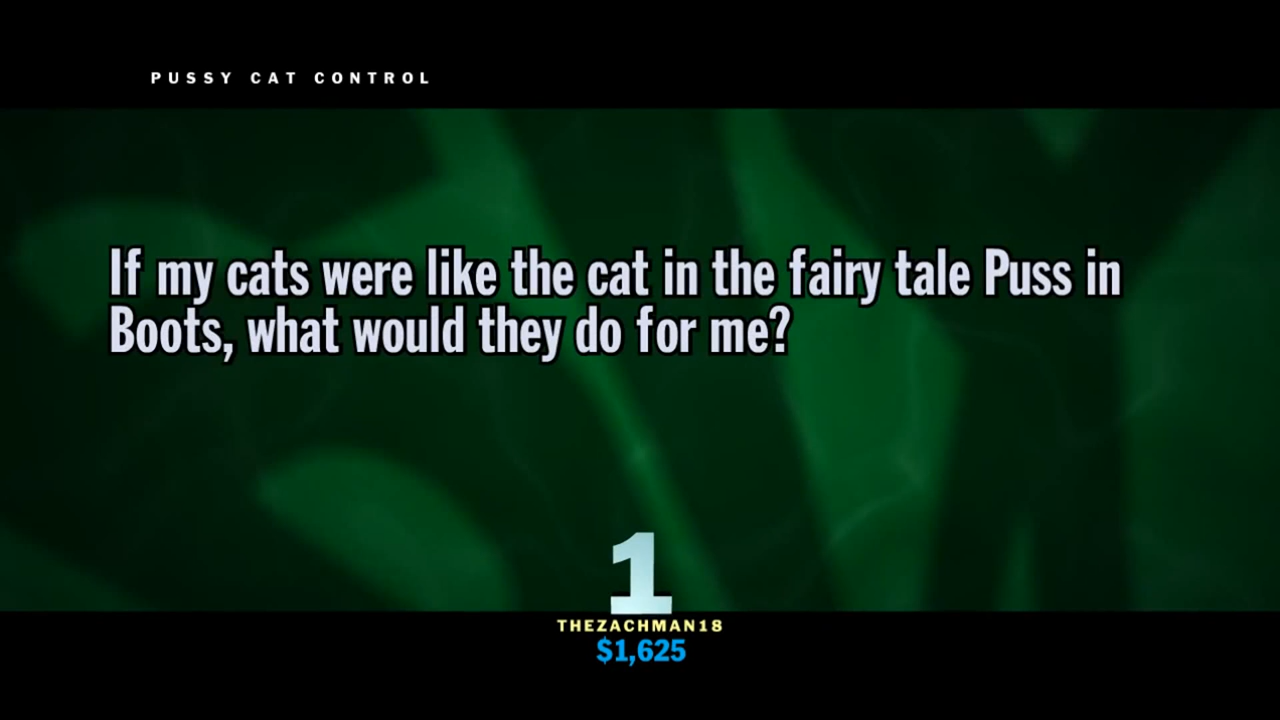 PUSSY CAT CONTROL
If my cats were like the cat in the fairy tale Puss in
Boots, what would they do for me?
1
THEZACHMAN18
$1,625